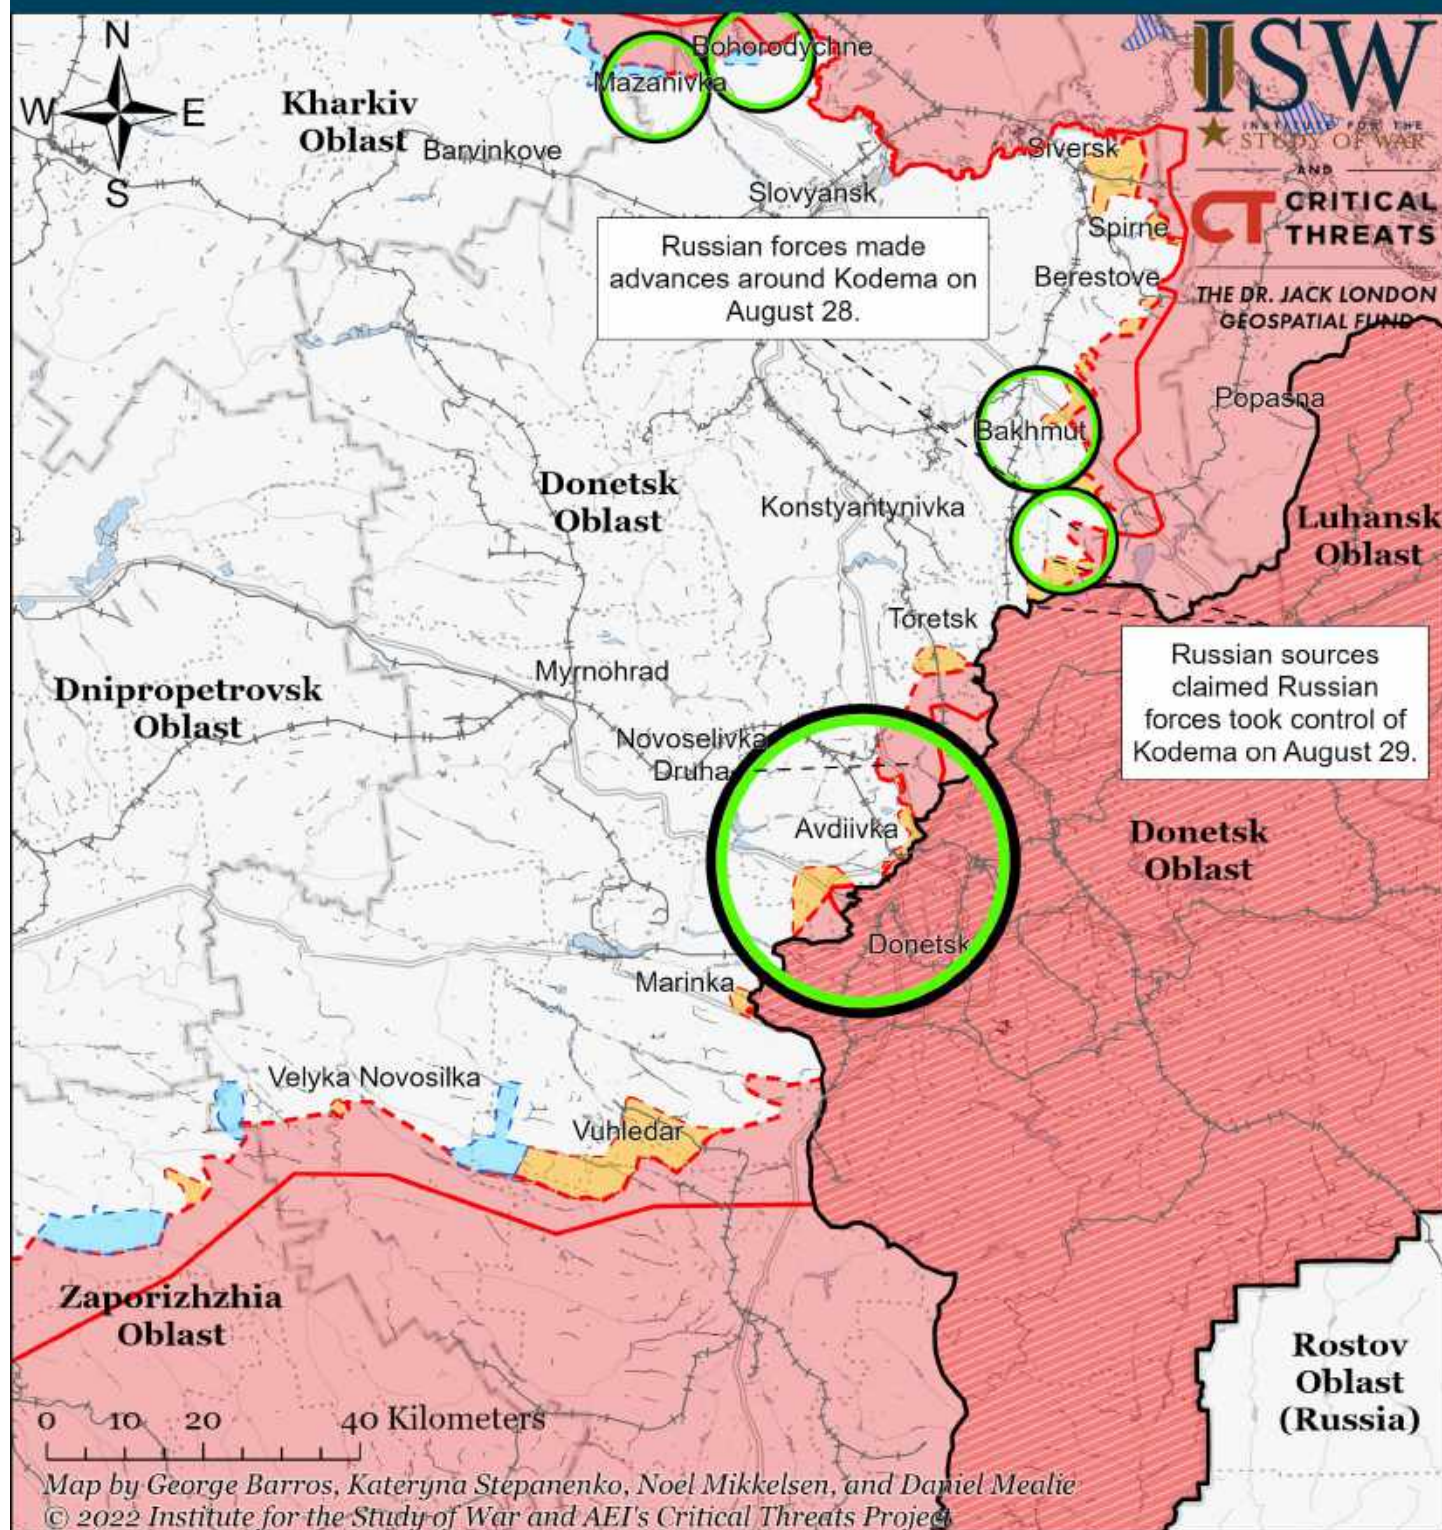 N
W
E
S
ISW
INSTITUTE FOR THE
STUDY OF WAR
AND
CT CRITICAL
THREATS
THE DR. JACK LONDON
GEOSPATIAL FUND
Bohorodychne
Mazanivka
Kharkiv
Oblast
Barvinkove
Siversk
Slovyansk
Spirne
Russian forces made
advances around Kodema on
August 28.
Berestove
Popasna
Bakhmut
Donetsk
Oblast
Konstyantynivka
Luhansk
Oblast
Toretsk
Russian sources
claimed Russian
forces took control of
Kodema on August 29.
Myrnohrad
Dnipropetrovsk
Oblast
Novoselivka
Druha
Avdiivka
Donetsk
Oblast
Donetsk
Marinka
Velyka Novosilka
Vuhledar
Zaporizhzhia
Oblast
Rostov
Oblast
(Russia)
0 10 20 40 Kilometers
Map by George Barros, Kateryna Stepanenko, Noel Mikkelsen, and Daniel Mealie
© 2022 Institute for the Study of War and AEI's Critical Threats Project